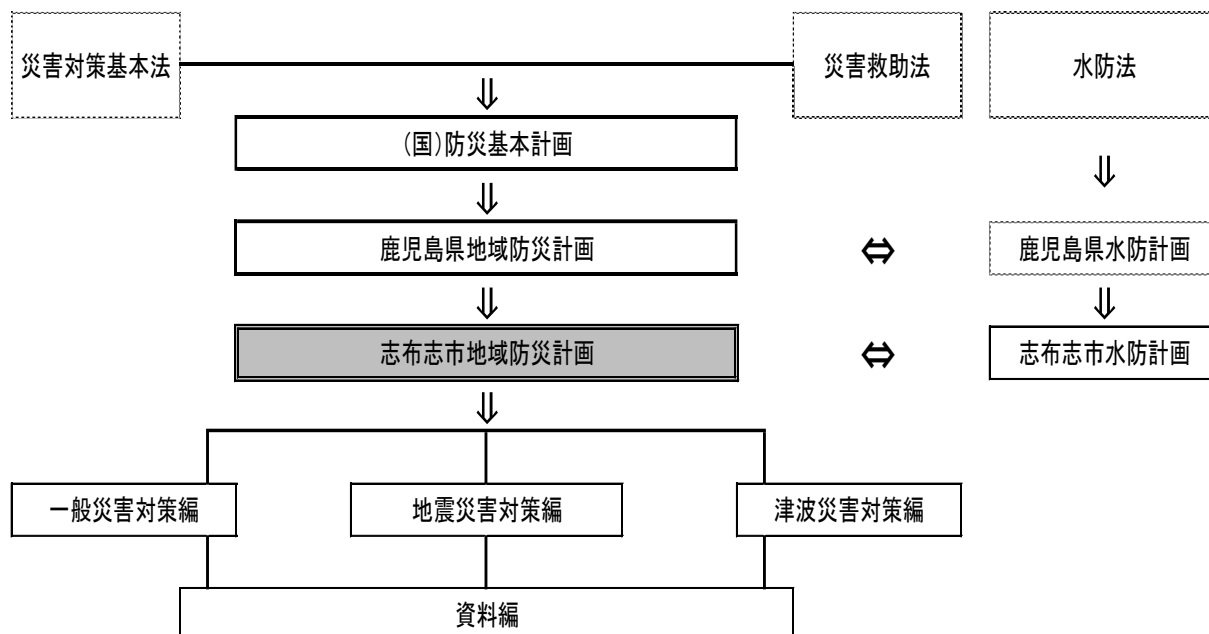 災害対策基本法
災害救助法
水防法
⇓
(国)防災基本計画
⇓
⇓
鹿児島県地域防災計画
⇔
鹿児島県水防計画
⇓
⇓
志布志市地域防災計画
⇔
志布志市水防計画
⇓
一般災害対策編
地震災害対策編
津波災害対策編
資料編